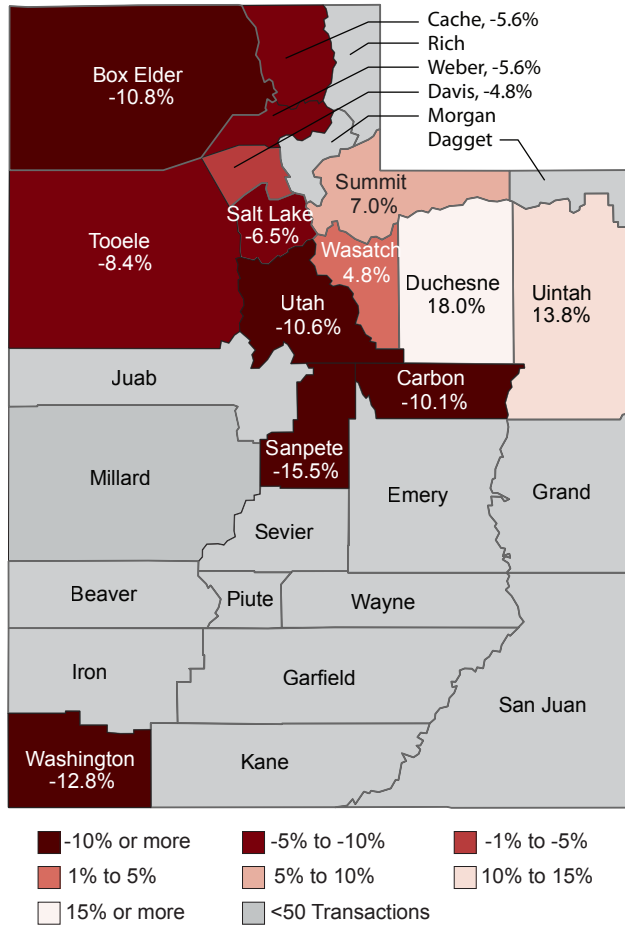 Cache, -5.6%
Rich
Weber, -5.6%
Davis, -4.8%
Morgan
Dagget
Box Elder
-10.8%
Summit
7.0%
Salt Lake
-6.5%
Tooele
-8.4%
Wasatch
4.8%
Duchesne
18.0%
Uintah
13.8%
Utah
-10.6%
Juab
Carbon
-10.1%
Sanpete
-15.5%
Millard
Emery
Grand
Sevier
Beaver
Piute
Wayne
Iron
Garfield
San Juan
Washington
-12.8%
Kane
-10% or more
-5% to -10%
-1% to -5%
1% to 5%
5% to 10%
10% to 15%
15% or more
<50 Transactions